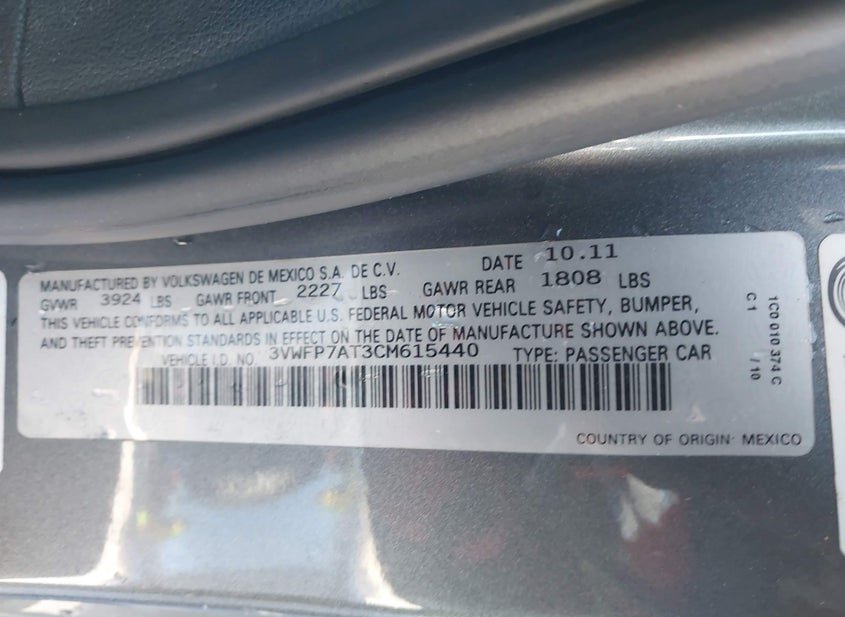 MANUFACTURED BY VOLKSWAGEN DE MEXICO S.A. DE C.V. DATE 10.11
GVWR 3924 LBS GAWR FRONT 2227 LBS GAWR REAR 1808 LBS
THIS VEHICLE CONFORMS TO ALL APPLICABLE U.S. FEDERAL MOTOR VEHICLE SAFETY, BUMPER,
AND THEFT PREVENTION STANDARDS IN EFFECT ON THE DATE OF MANUFACTURE SHOWN ABOVE.
VEHICLE I.D. NO. 3VWFP7AT3CM615440 TYPE: PASSENGER CAR
COUNTRY OF ORIGIN: MEXICO
1C0 010 374 C
C 1 /10